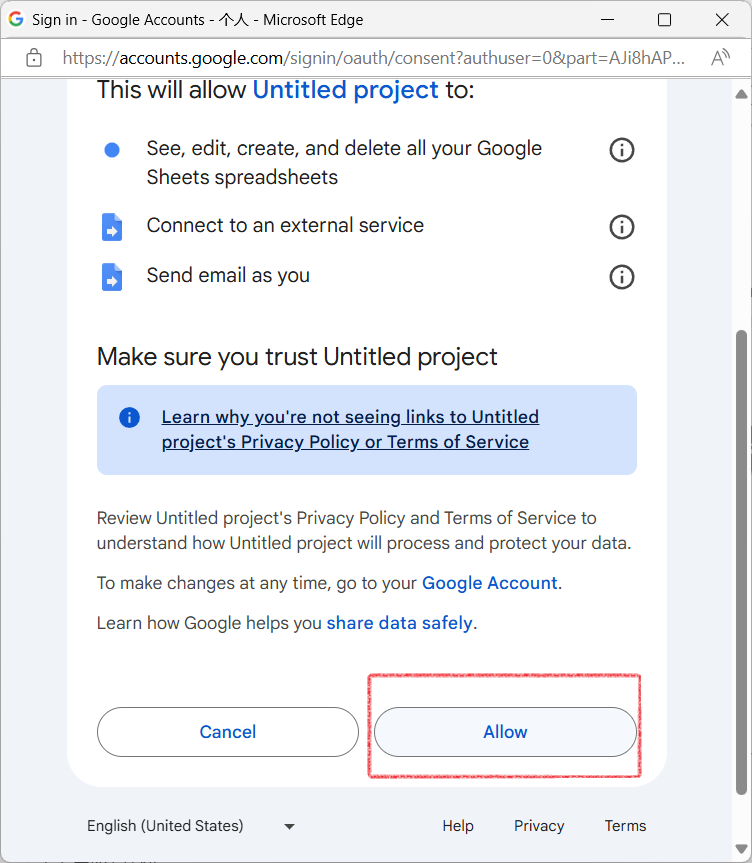 Sign in - Google Accounts - 个人 - Microsoft Edge
https://accounts.google.com/signin/oauth/consent?authuser=0&part=AJi8hAP...
This will allow Untitled project to:
See, edit, create, and delete all your Google
Sheets spreadsheets
Connect to an external service
Send email as you
Make sure you trust Untitled project
Learn why you're not seeing links to Untitled
project's Privacy Policy or Terms of Service
Review Untitled project's Privacy Policy and Terms of Service to
understand how Untitled project will process and protect your data.
To make changes at any time, go to your Google Account.
Learn how Google helps you share data safely.
Cancel Allow
English (United States) Help Privacy Terms